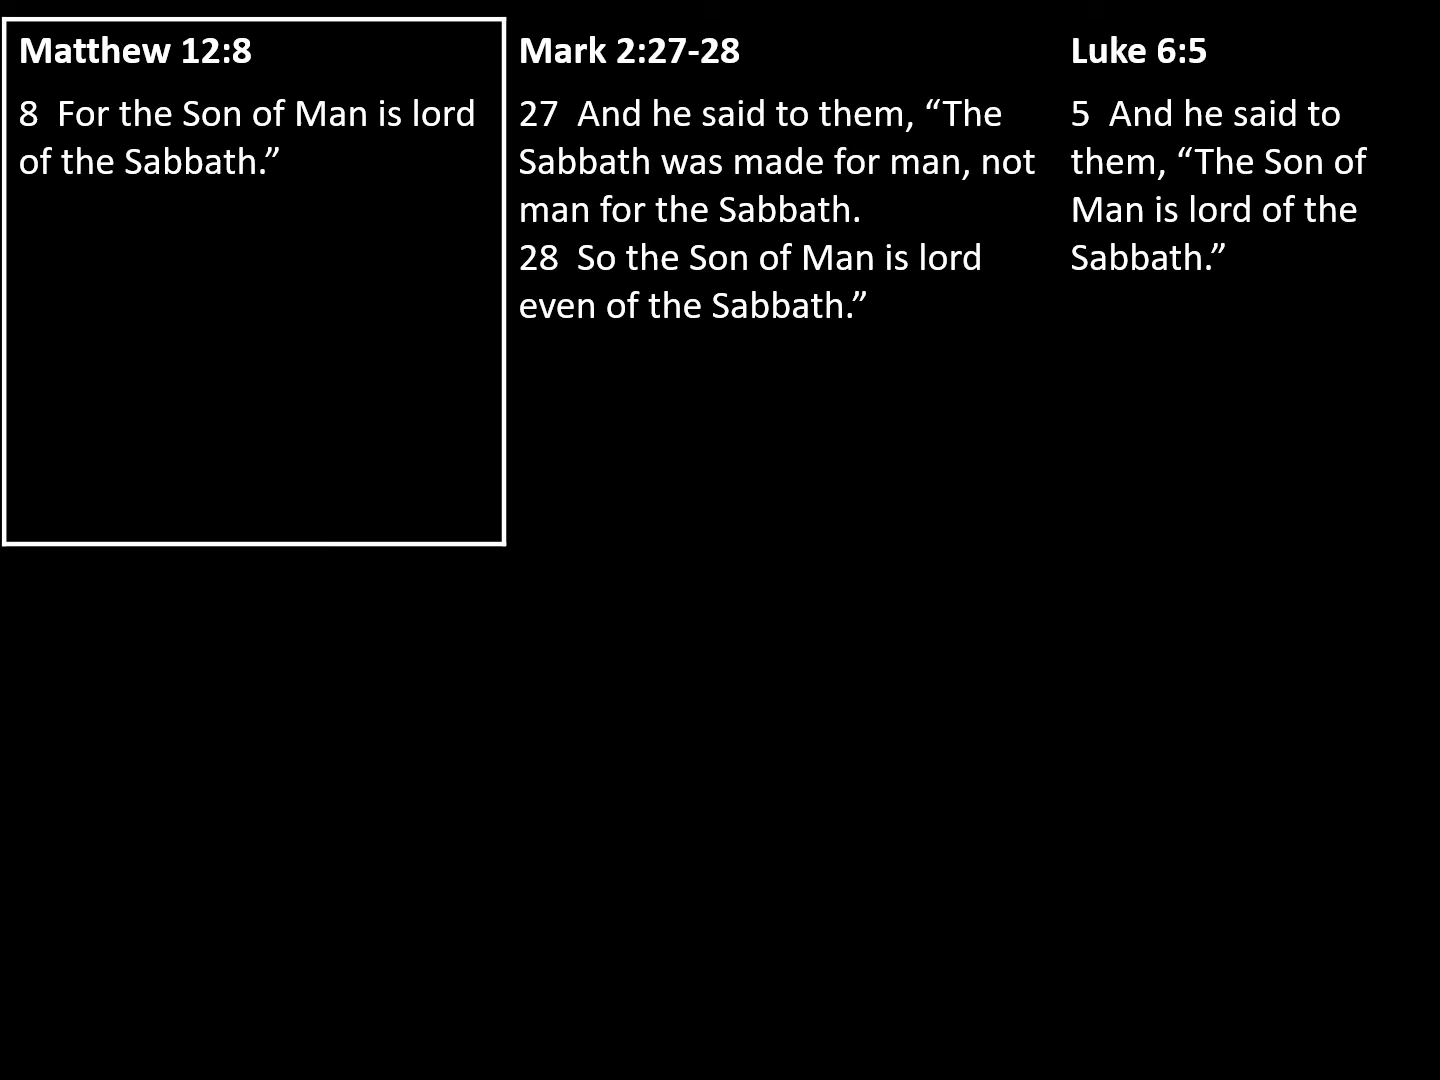 Matthew 12:8
8  For the Son of Man is lord
of the Sabbath.”
Mark 2:27-28
27  And he said to them, “The
Sabbath was made for man, not
man for the Sabbath.
28  So the Son of Man is lord
even of the Sabbath.”
Luke 6:5
5  And he said to
them, “The Son of
Man is lord of the
Sabbath.”